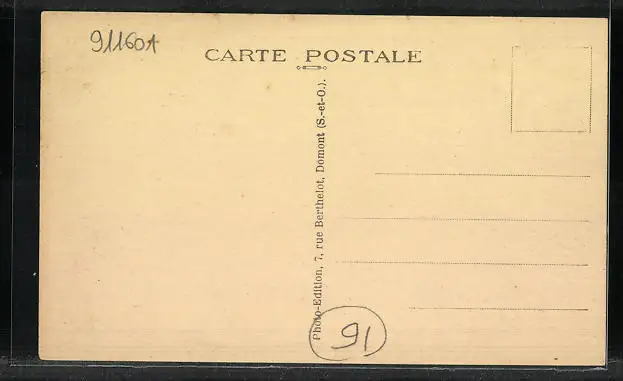 91160A
CARTE POSTALE
Photo-Edition, 7, rue Berthelot, Domont (S.-et-O.).
91